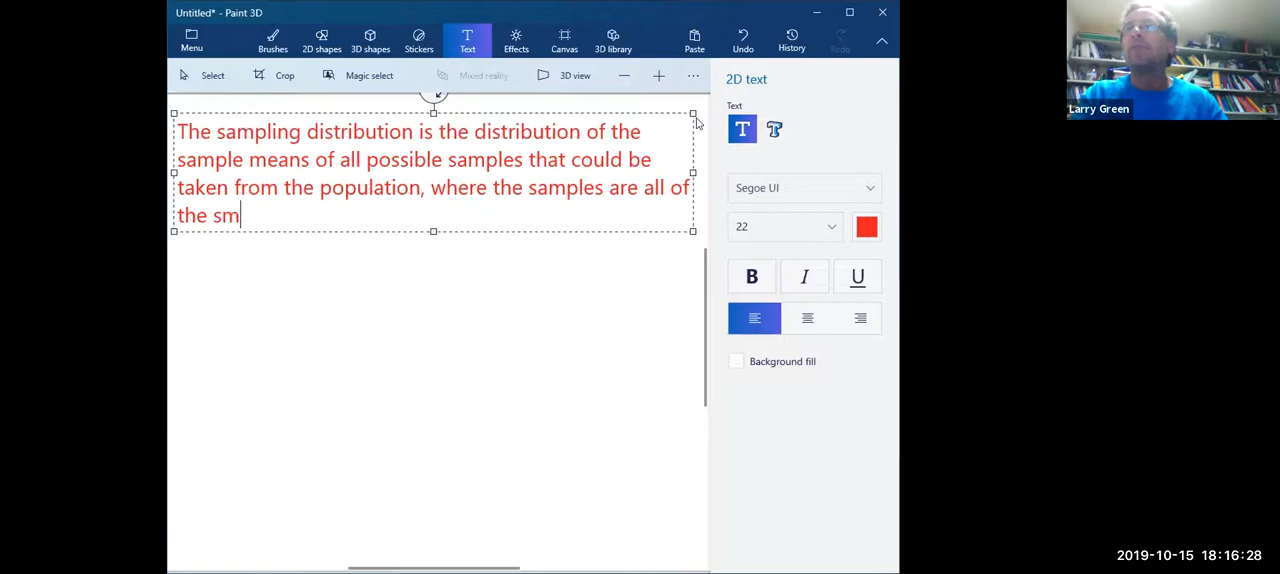 Untitled* - Paint 3D
Menu
Brushes
2D shapes
3D shapes
Stickers
Text
Effects
Canvas
3D library
Paste
Undo
History
Redo
Select
Crop
Magic select
Mixed reality
3D view
2D text
Text
Segoe UI
22
B I U
Background fill
The sampling distribution is the distribution of the
sample means of all possible samples that could be
taken from the population, where the samples are all of
the sm
Larry Green
2019-10-15 18:16:28